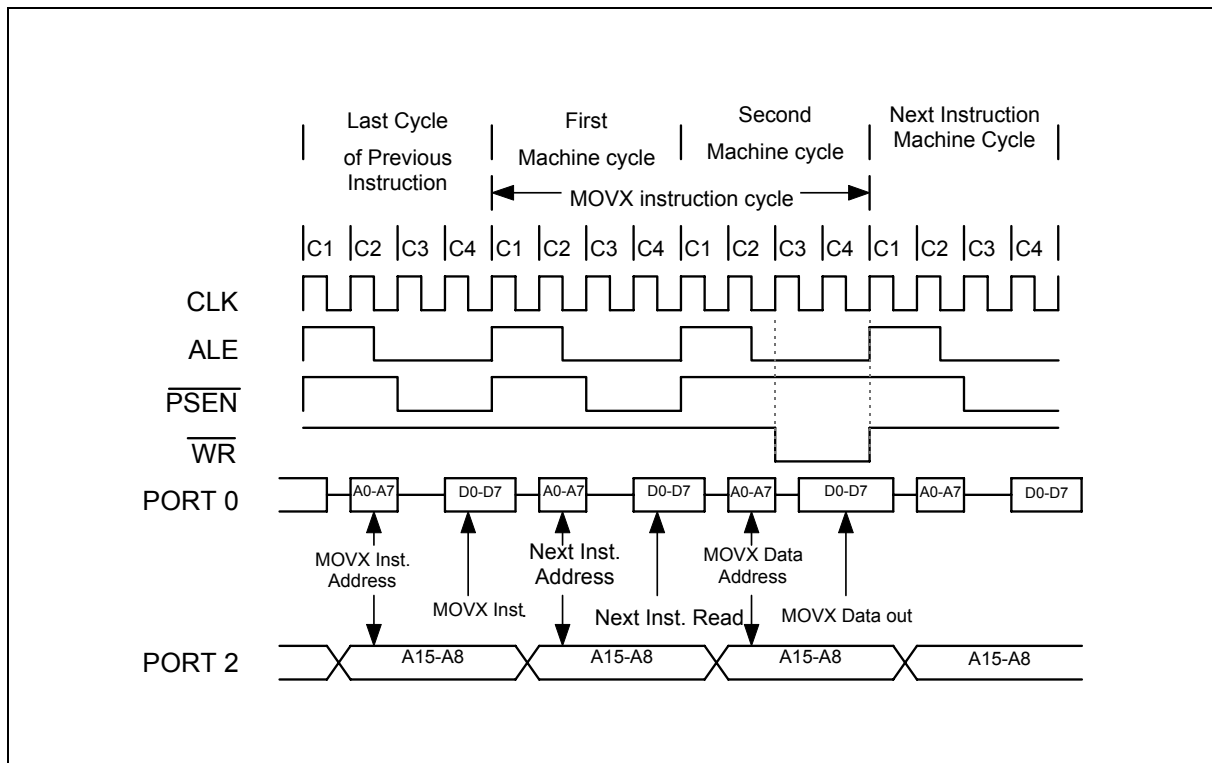 Last Cycle
of Previous
Instruction
First
Machine cycle
Second
Machine cycle
Next Instruction
Machine Cycle
MOVX instruction cycle
C1 C2 C3 C4 C1 C2 C3 C4 C1 C2 C3 C4 C1 C2 C3 C4
CLK
ALE
PSEN
WR
PORT 0
A0-A7 D0-D7 A0-A7 D0-D7 A0-A7 D0-D7 A0-A7 D0-D7
MOVX Inst.
Address
MOVX Inst.
Next Inst.
Address
Next Inst. Read
MOVX Data
Address
MOVX Data out
PORT 2
A15-A8 A15-A8 A15-A8 A15-A8